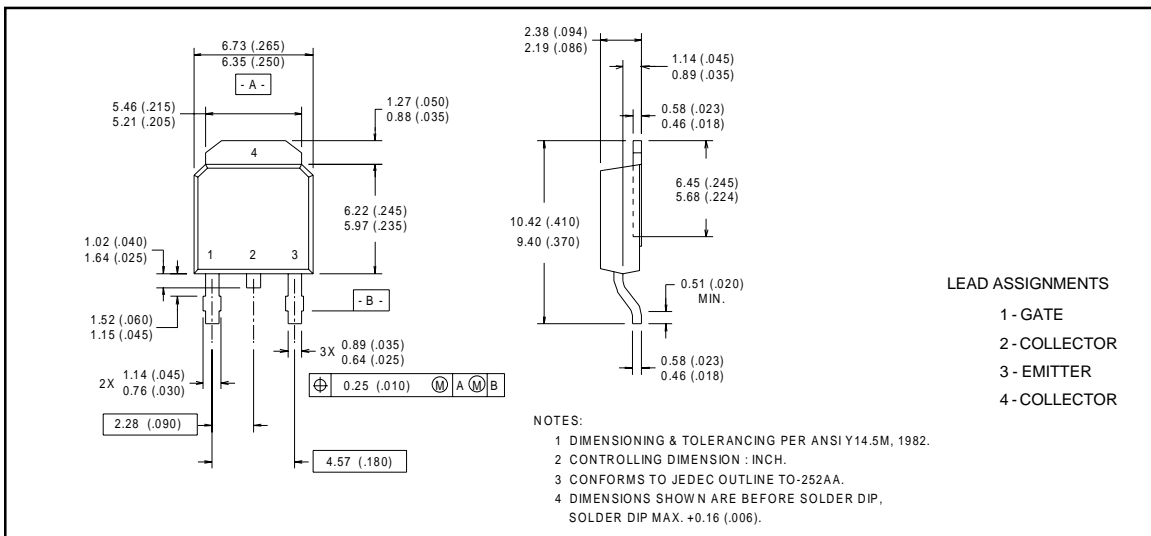 6.73 (.265)
6.35 (.250)
- A -
5.46 (.215)
5.21 (.205)
1.27 (.050)
0.88 (.035)
4
6.22 (.245)
5.97 (.235)
1.02 (.040)
1.64 (.025)
1 2 3
- B -
1.52 (.060)
1.15 (.045)
3X 0.89 (.035)
0.64 (.025)
2X 1.14 (.045)
0.76 (.030)
⌖ 0.25 (.010) Ⓜ A Ⓜ B
2.28 (.090)
4.57 (.180)
2.38 (.094)
2.19 (.086)
1.14 (.045)
0.89 (.035)
0.58 (.023)
0.46 (.018)
6.45 (.245)
5.68 (.224)
10.42 (.410)
9.40 (.370)
0.51 (.020)
MIN.
0.58 (.023)
0.46 (.018)
LEAD ASSIGNMENTS
1 - GATE
2 - COLLECTOR
3 - EMITTER
4 - COLLECTOR
NOTES:
1 DIMENSIONING & TOLERANCING PER ANSI Y14.5M, 1982.
2 CONTROLLING DIMENSION : INCH.
3 CONFORMS TO JEDEC OUTLINE TO-252AA.
4 DIMENSIONS SHOWN ARE BEFORE SOLDER DIP,
SOLDER DIP MAX. +0.16 (.006).